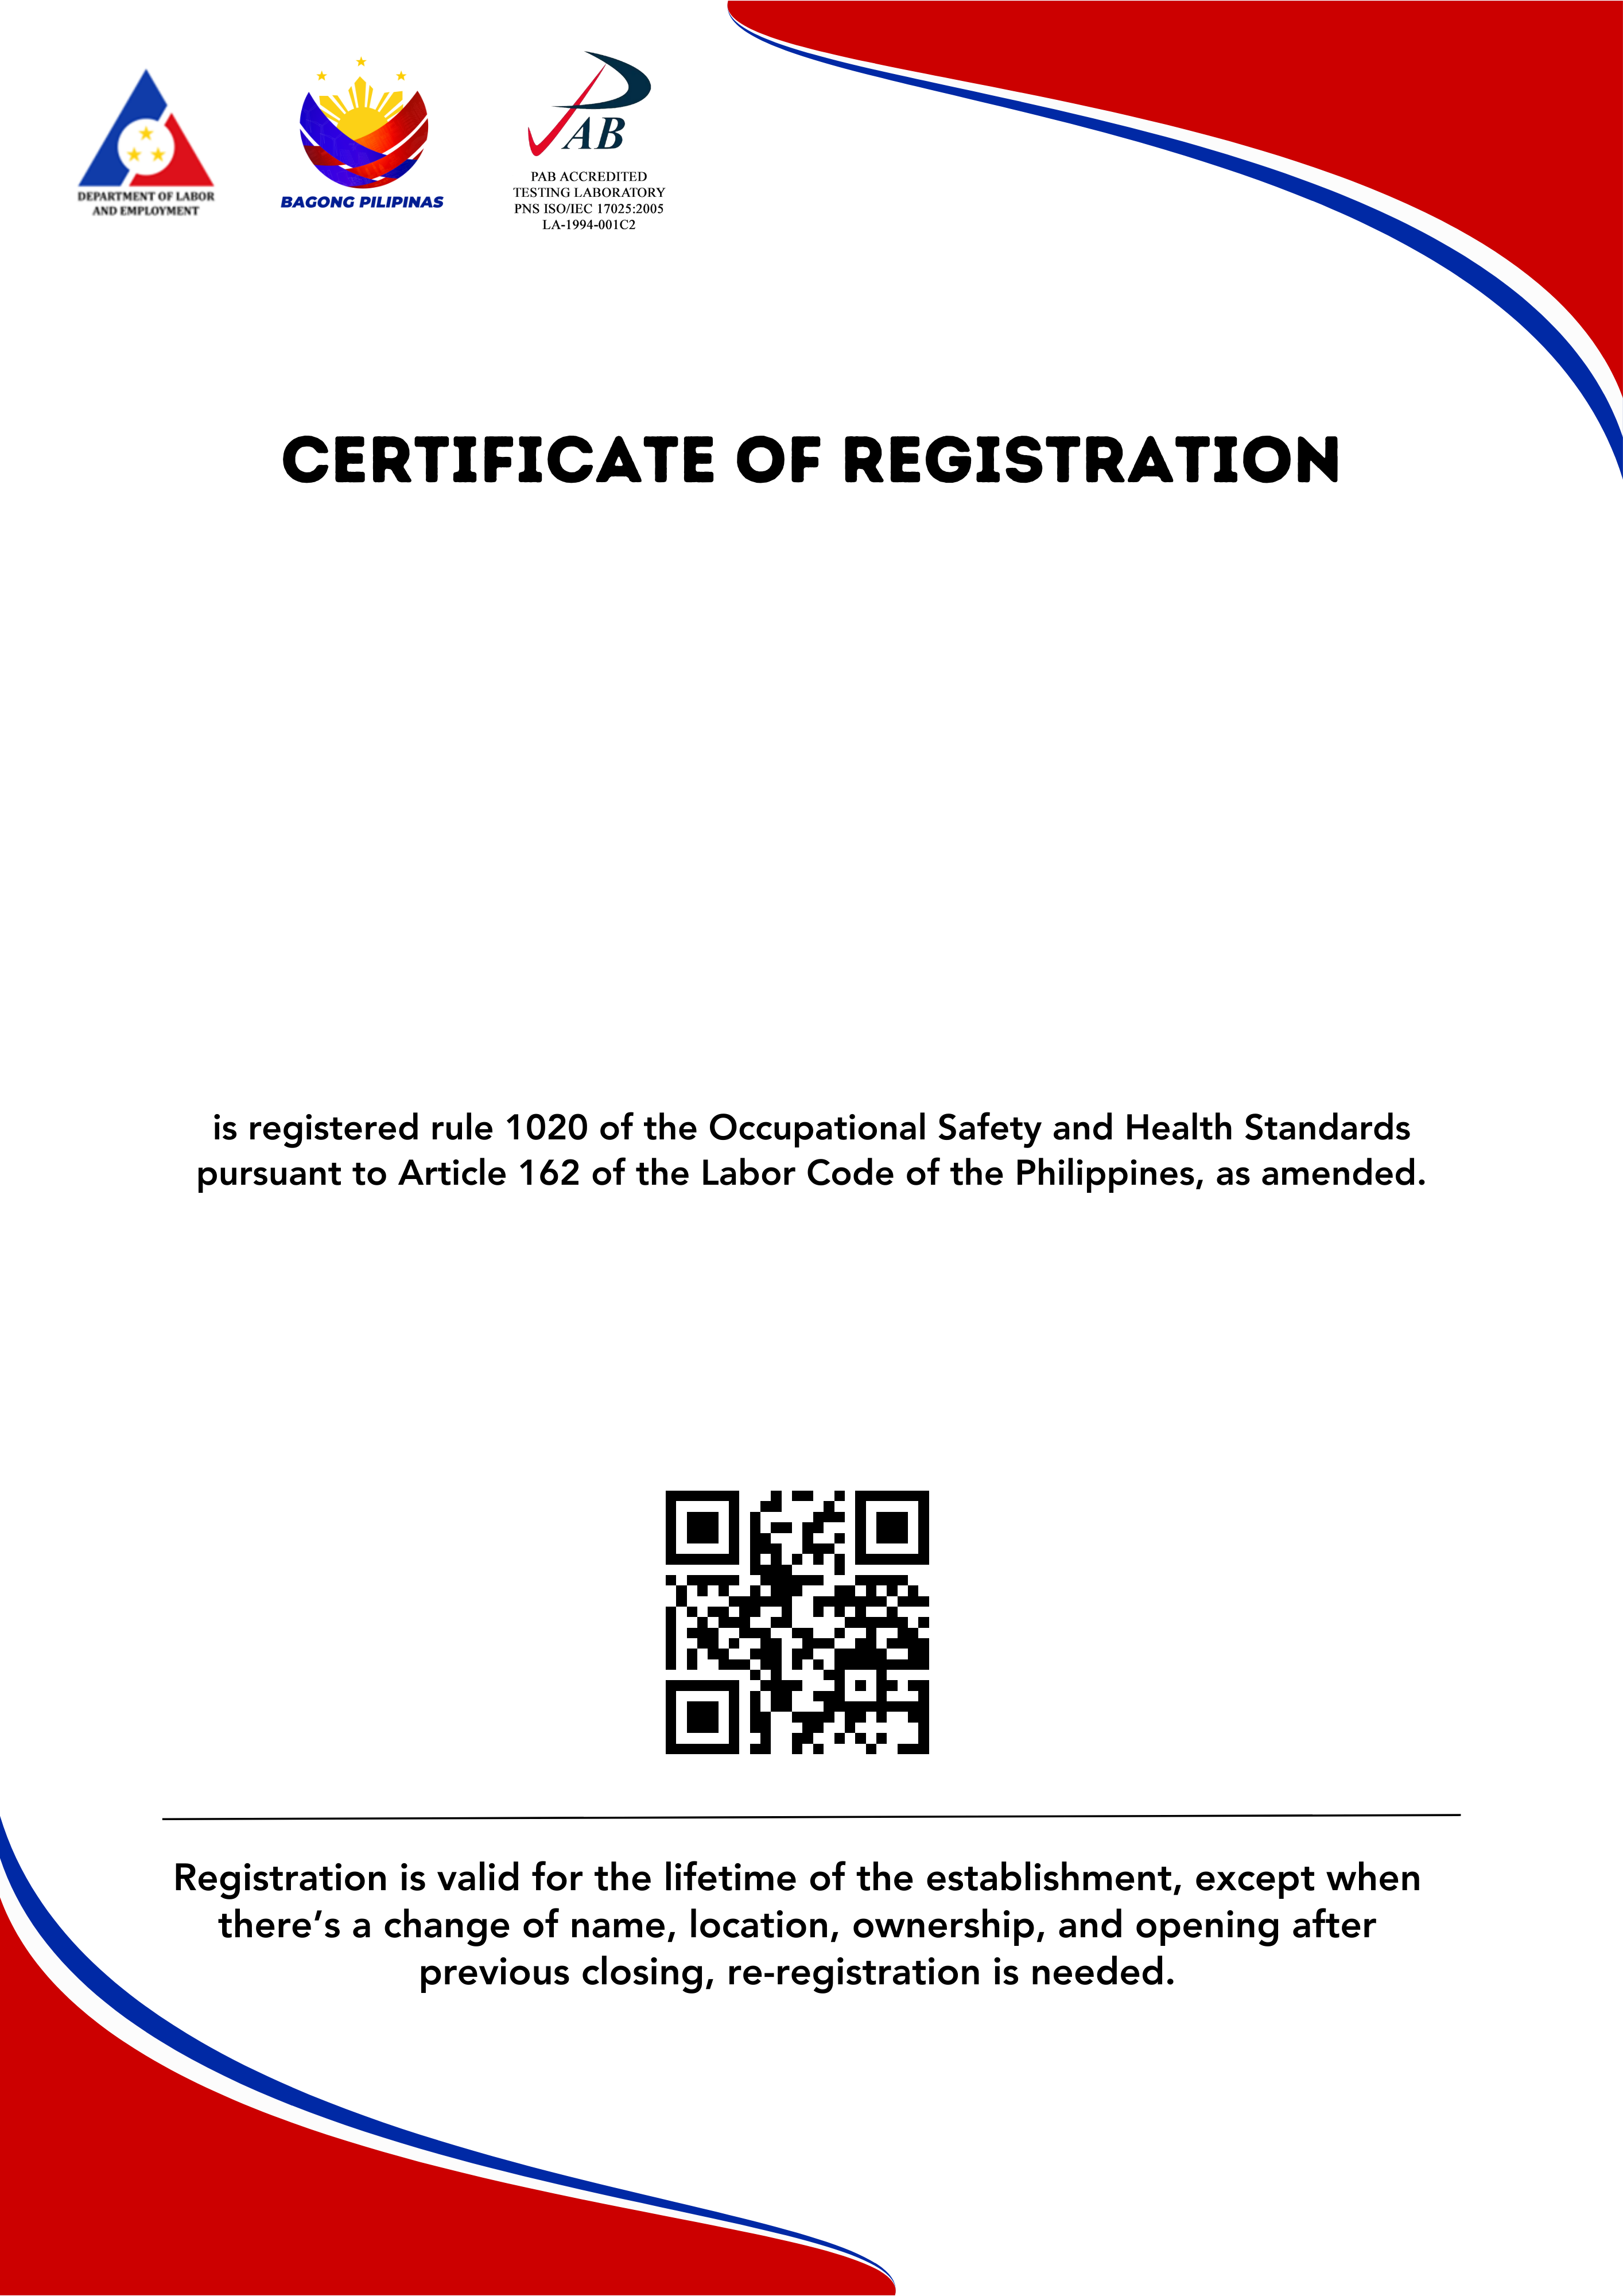 DEPARTMENT OF LABOR
AND EMPLOYMENT
BAGONG PILIPINAS
PAB
PAB ACCREDITED
TESTING LABORATORY
PNS ISO/IEC 17025:2005
LA-1994-001C2
CERTIFICATE OF REGISTRATION
is registered rule 1020 of the Occupational Safety and Health Standards
pursuant to Article 162 of the Labor Code of the Philippines, as amended.
Registration is valid for the lifetime of the establishment, except when
there’s a change of name, location, ownership, and opening after
previous closing, re-registration is needed.